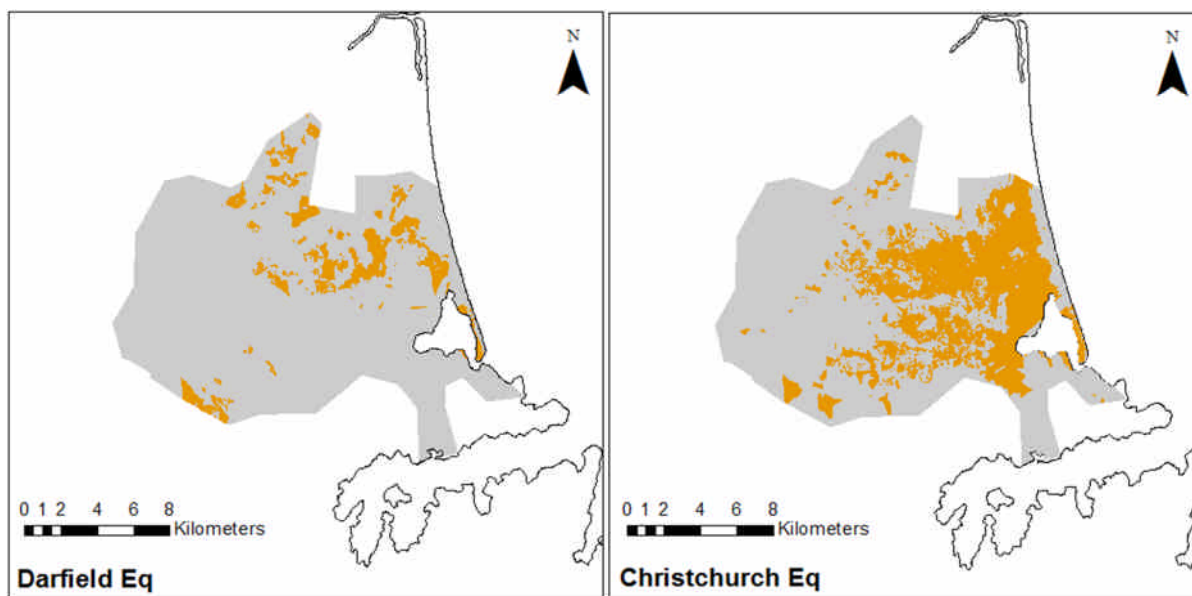 N
0 1 2 4 6 8
Kilometers
Darfield Eq
N
0 1 2 4 6 8
Kilometers
Christchurch Eq